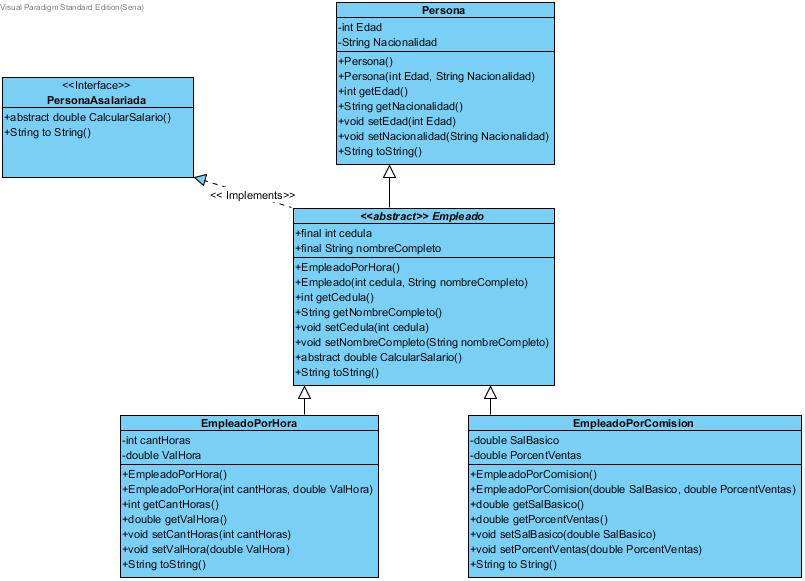 Visual Paradigm Standard Edition(Sena)
Persona
-int Edad
-String Nacionalidad
+Persona()
+Persona(int Edad, String Nacionalidad)
+int getEdad()
+String getNacionalidad()
+void setEdad(int Edad)
+void setNacionalidad(String Nacionalidad)
+String toString()
<<Interface>>
PersonaAsalariada
+abstract double CalcularSalario()
+String to String()
<< Implements>>
<<abstract>> Empleado
+final int cedula
+final String nombreCompleto
+EmpleadoPorHora()
+Empleado(int cedula, String nombreCompleto)
+int getCedula()
+String getNombreCompleto()
+void setCedula(int cedula)
+void setNombreCompleto(String nombreCompleto)
+abstract double CalcularSalario()
+String toString()
EmpleadoPorHora
-int cantHoras
-double ValHora
+EmpleadoPorHora()
+EmpleadoPorHora(int cantHoras, double ValHora)
+int getCantHoras()
+double getValHora()
+void setCantHoras(int cantHoras)
+void setValHora(double ValHora)
+String toString()
EmpleadoPorComision
-double SalBasico
-double PorcentVentas
+EmpleadoPorComision()
+EmpleadoPorComision(double SalBasico, double PorcentVentas)
+double getSalBasico()
+double getPorcentVentas()
+void setSalBasico(double SalBasico)
+void setPorcentVentas(double PorcentVentas)
+String to String()